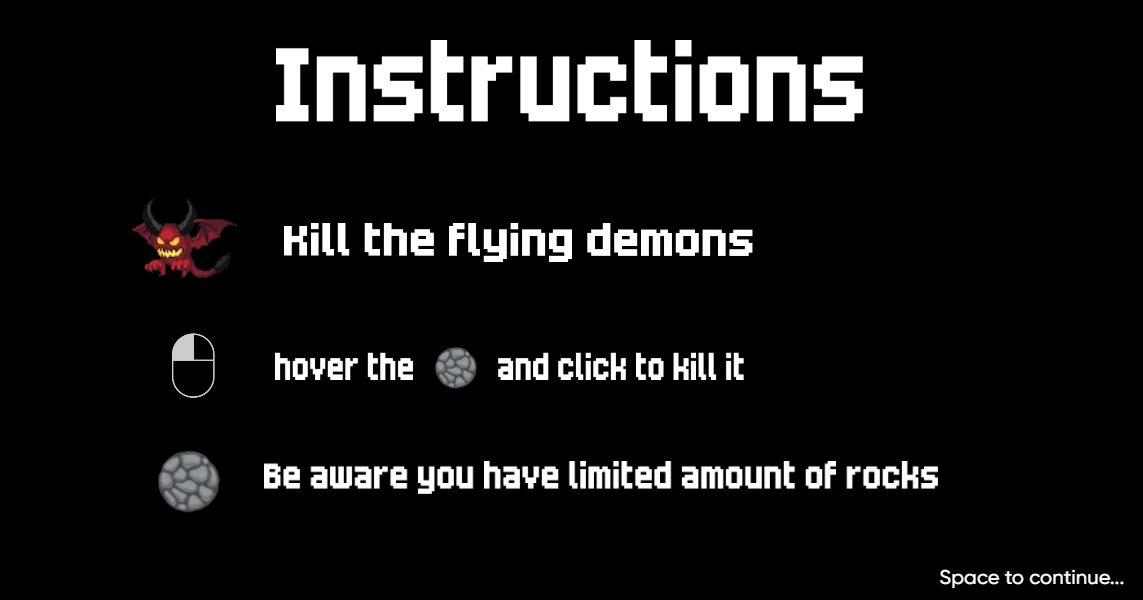 Instructions
Kill the flying demons
hover the and click to kill it
Be aware you have limited amount of rocks
Space to continue...